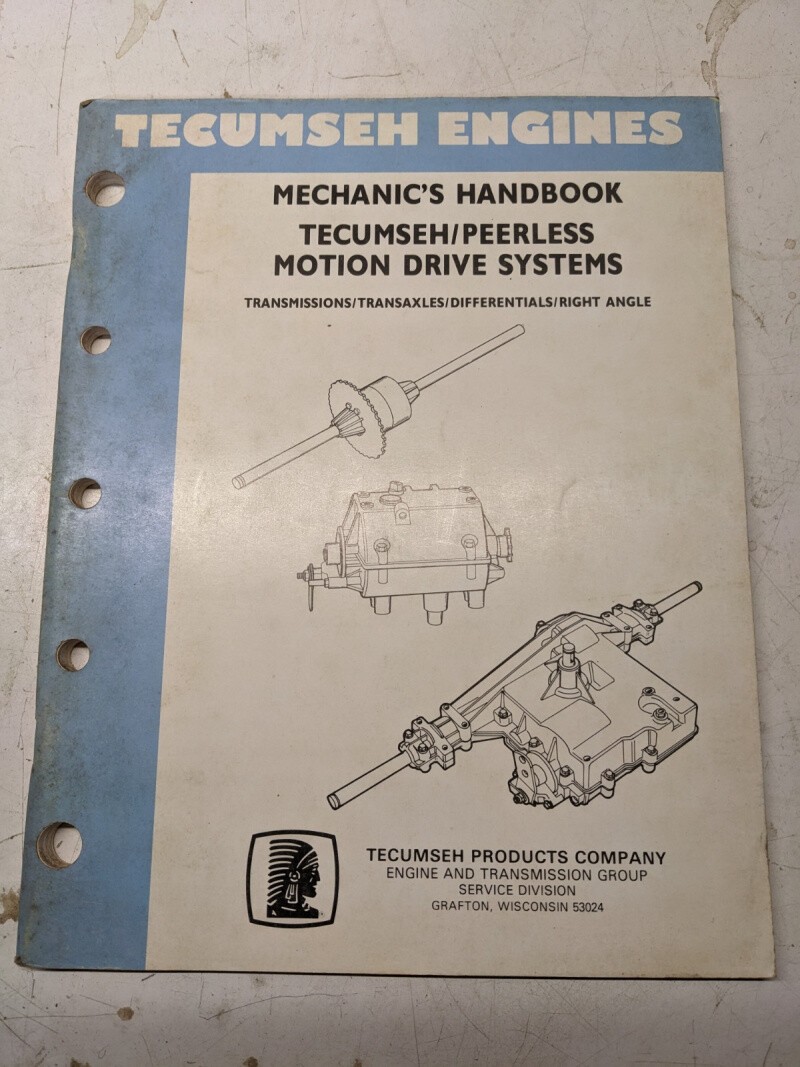 TECUMSEH ENGINES
MECHANIC'S HANDBOOK
TECUMSEH/PEERLESS
MOTION DRIVE SYSTEMS
TRANSMISSIONS/TRANSAXLES/DIFFERENTIALS/RIGHT ANGLE
TECUMSEH PRODUCTS COMPANY
ENGINE AND TRANSMISSION GROUP
SERVICE DIVISION
GRAFTON, WISCONSIN 53024